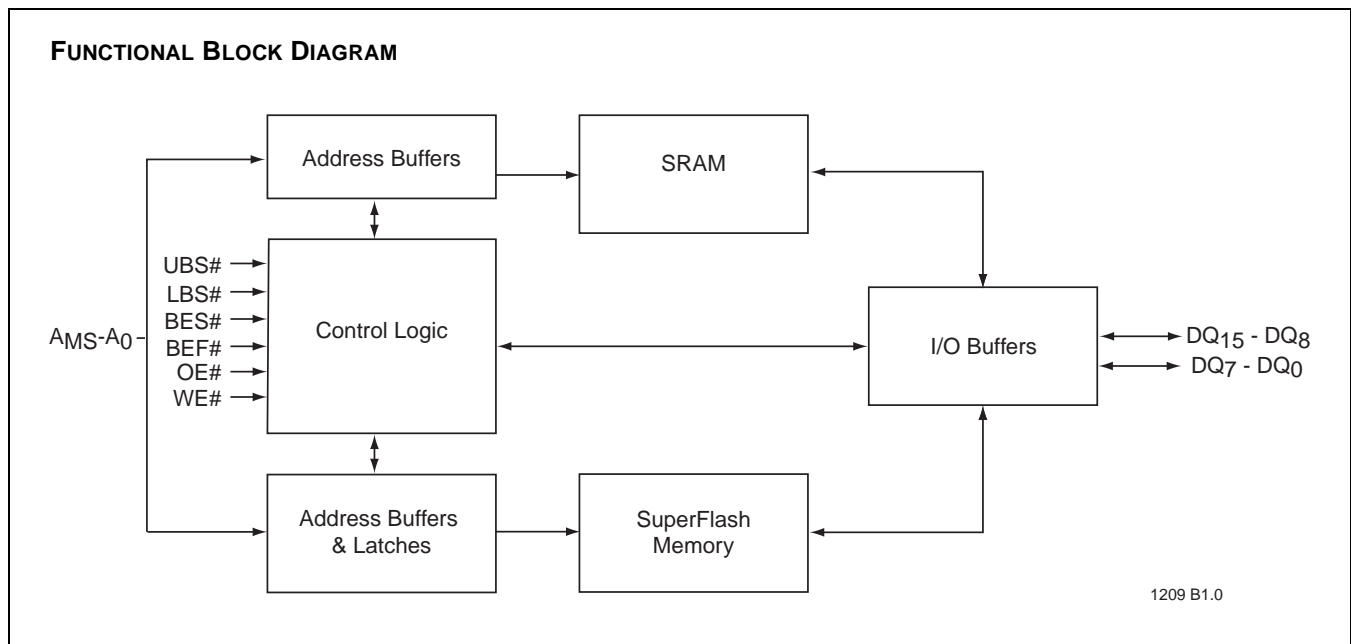 FUNCTIONAL BLOCK DIAGRAM
Address Buffers
SRAM
UBS#
LBS#
BES#
BEF#
OE#
WE#
AMS-A0
Control Logic
I/O Buffers
DQ15 - DQ8
DQ7 - DQ0
Address Buffers
& Latches
SuperFlash
Memory
1209 B1.0